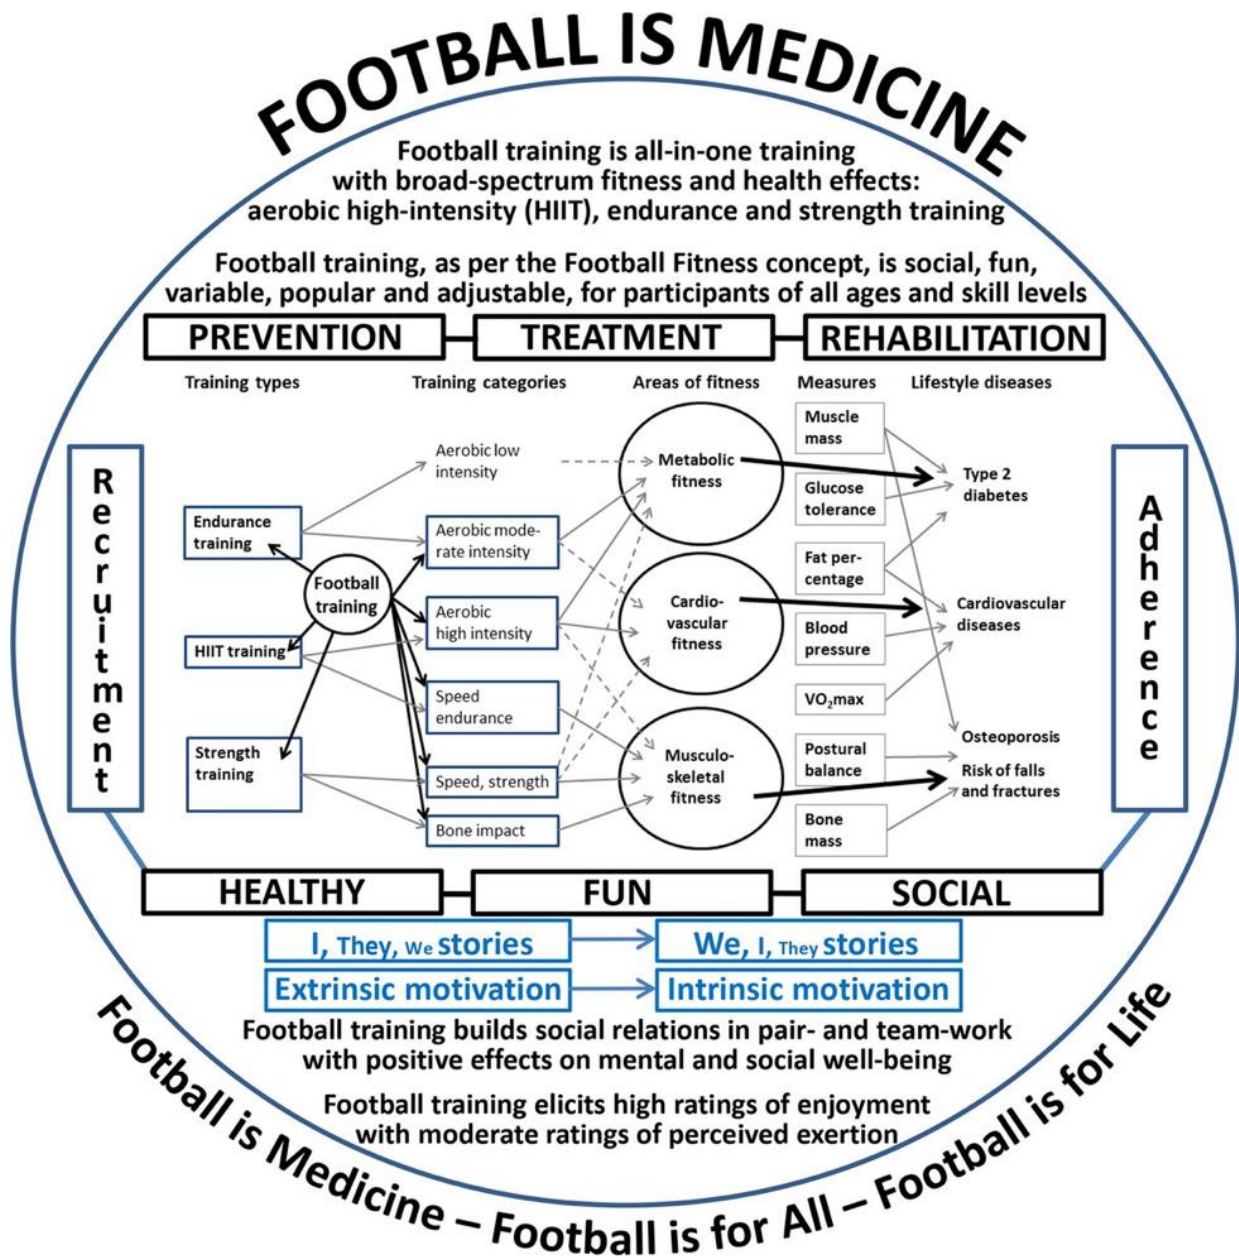 FOOTBALL IS MEDICINE
Football training is all-in-one training
with broad-spectrum fitness and health effects:
aerobic high-intensity (HIIT), endurance and strength training
Football training, as per the Football Fitness concept, is social, fun,
variable, popular and adjustable, for participants of all ages and skill levels
PREVENTION
TREATMENT
REHABILITATION
Training types
Training categories
Areas of fitness
Measures
Lifestyle diseases
Recruitment
Endurance
training
HIIT training
Strength
training
Football
training
Aerobic low
intensity
Aerobic mode-
rate intensity
Aerobic
high intensity
Speed
endurance
Speed, strength
Bone impact
Metabolic
fitness
Cardio-
vascular
fitness
Musculo-
skeletal
fitness
Muscle
mass
Glucose
tolerance
Fat per-
centage
Blood
pressure
VO₂max
Postural
balance
Bone
mass
Type 2
diabetes
Cardiovascular
diseases
Osteoporosis
Risk of falls
and fractures
Adherence
HEALTHY
FUN
SOCIAL
I, They, We stories
We, I, They stories
Extrinsic motivation
Intrinsic motivation
Football training builds social relations in pair- and team-work
with positive effects on mental and social well-being
Football training elicits high ratings of enjoyment
with moderate ratings of perceived exertion
Football is Medicine – Football is for All – Football is for Life